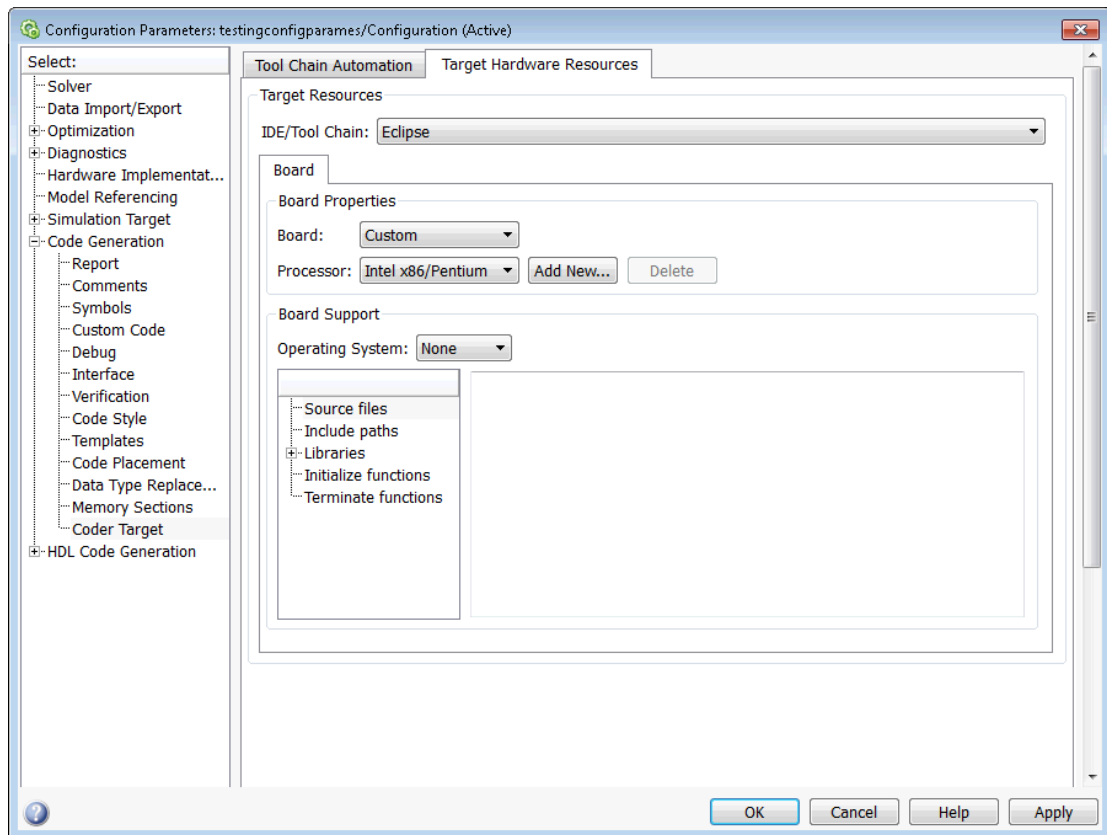 Configuration Parameters: testingconfigparames/Configuration (Active)
Select:
Solver
Data Import/Export
Optimization
Diagnostics
Hardware Implementat...
Model Referencing
Simulation Target
Code Generation
Report
Comments
Symbols
Custom Code
Debug
Interface
Verification
Code Style
Templates
Code Placement
Data Type Replace...
Memory Sections
Coder Target
HDL Code Generation
Tool Chain Automation
Target Hardware Resources
Target Resources
IDE/Tool Chain: Eclipse
Board
Board Properties
Board: Custom
Processor: Intel x86/Pentium Add New... Delete
Board Support
Operating System: None
Source files
Include paths
Libraries
Initialize functions
Terminate functions
OK Cancel Help Apply